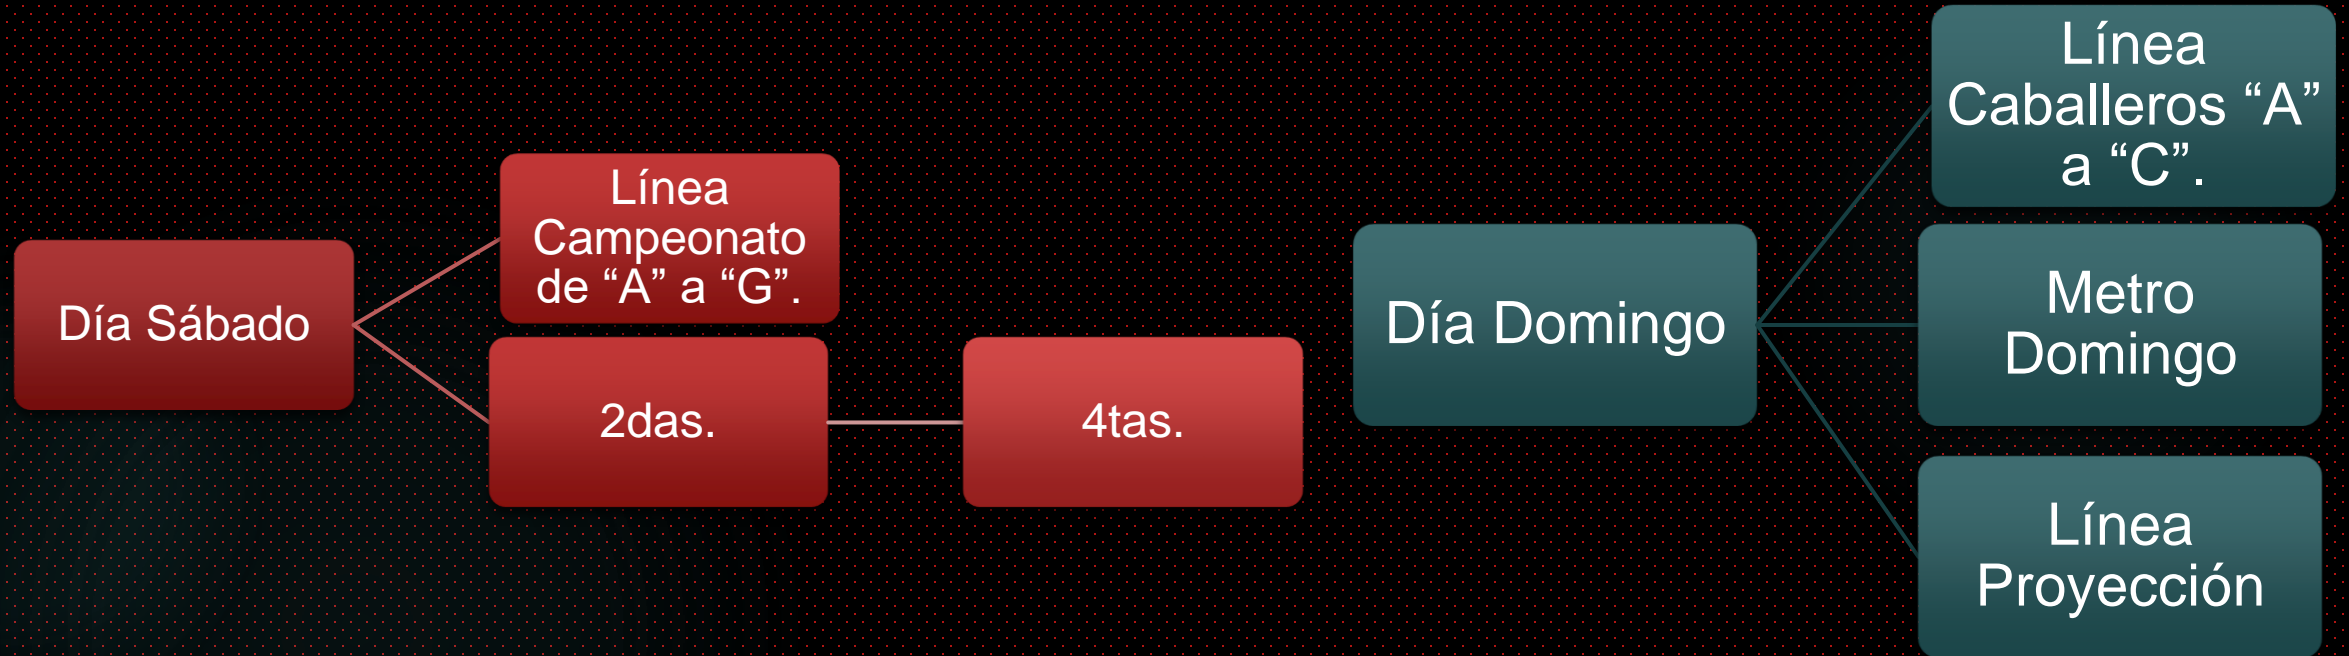 Día Sábado
Línea
Campeonato
de “A” a “G”.
2das.
4tas.
Día Domingo
Línea
Caballeros “A”
a “C”.
Metro
Domingo
Línea
Proyección